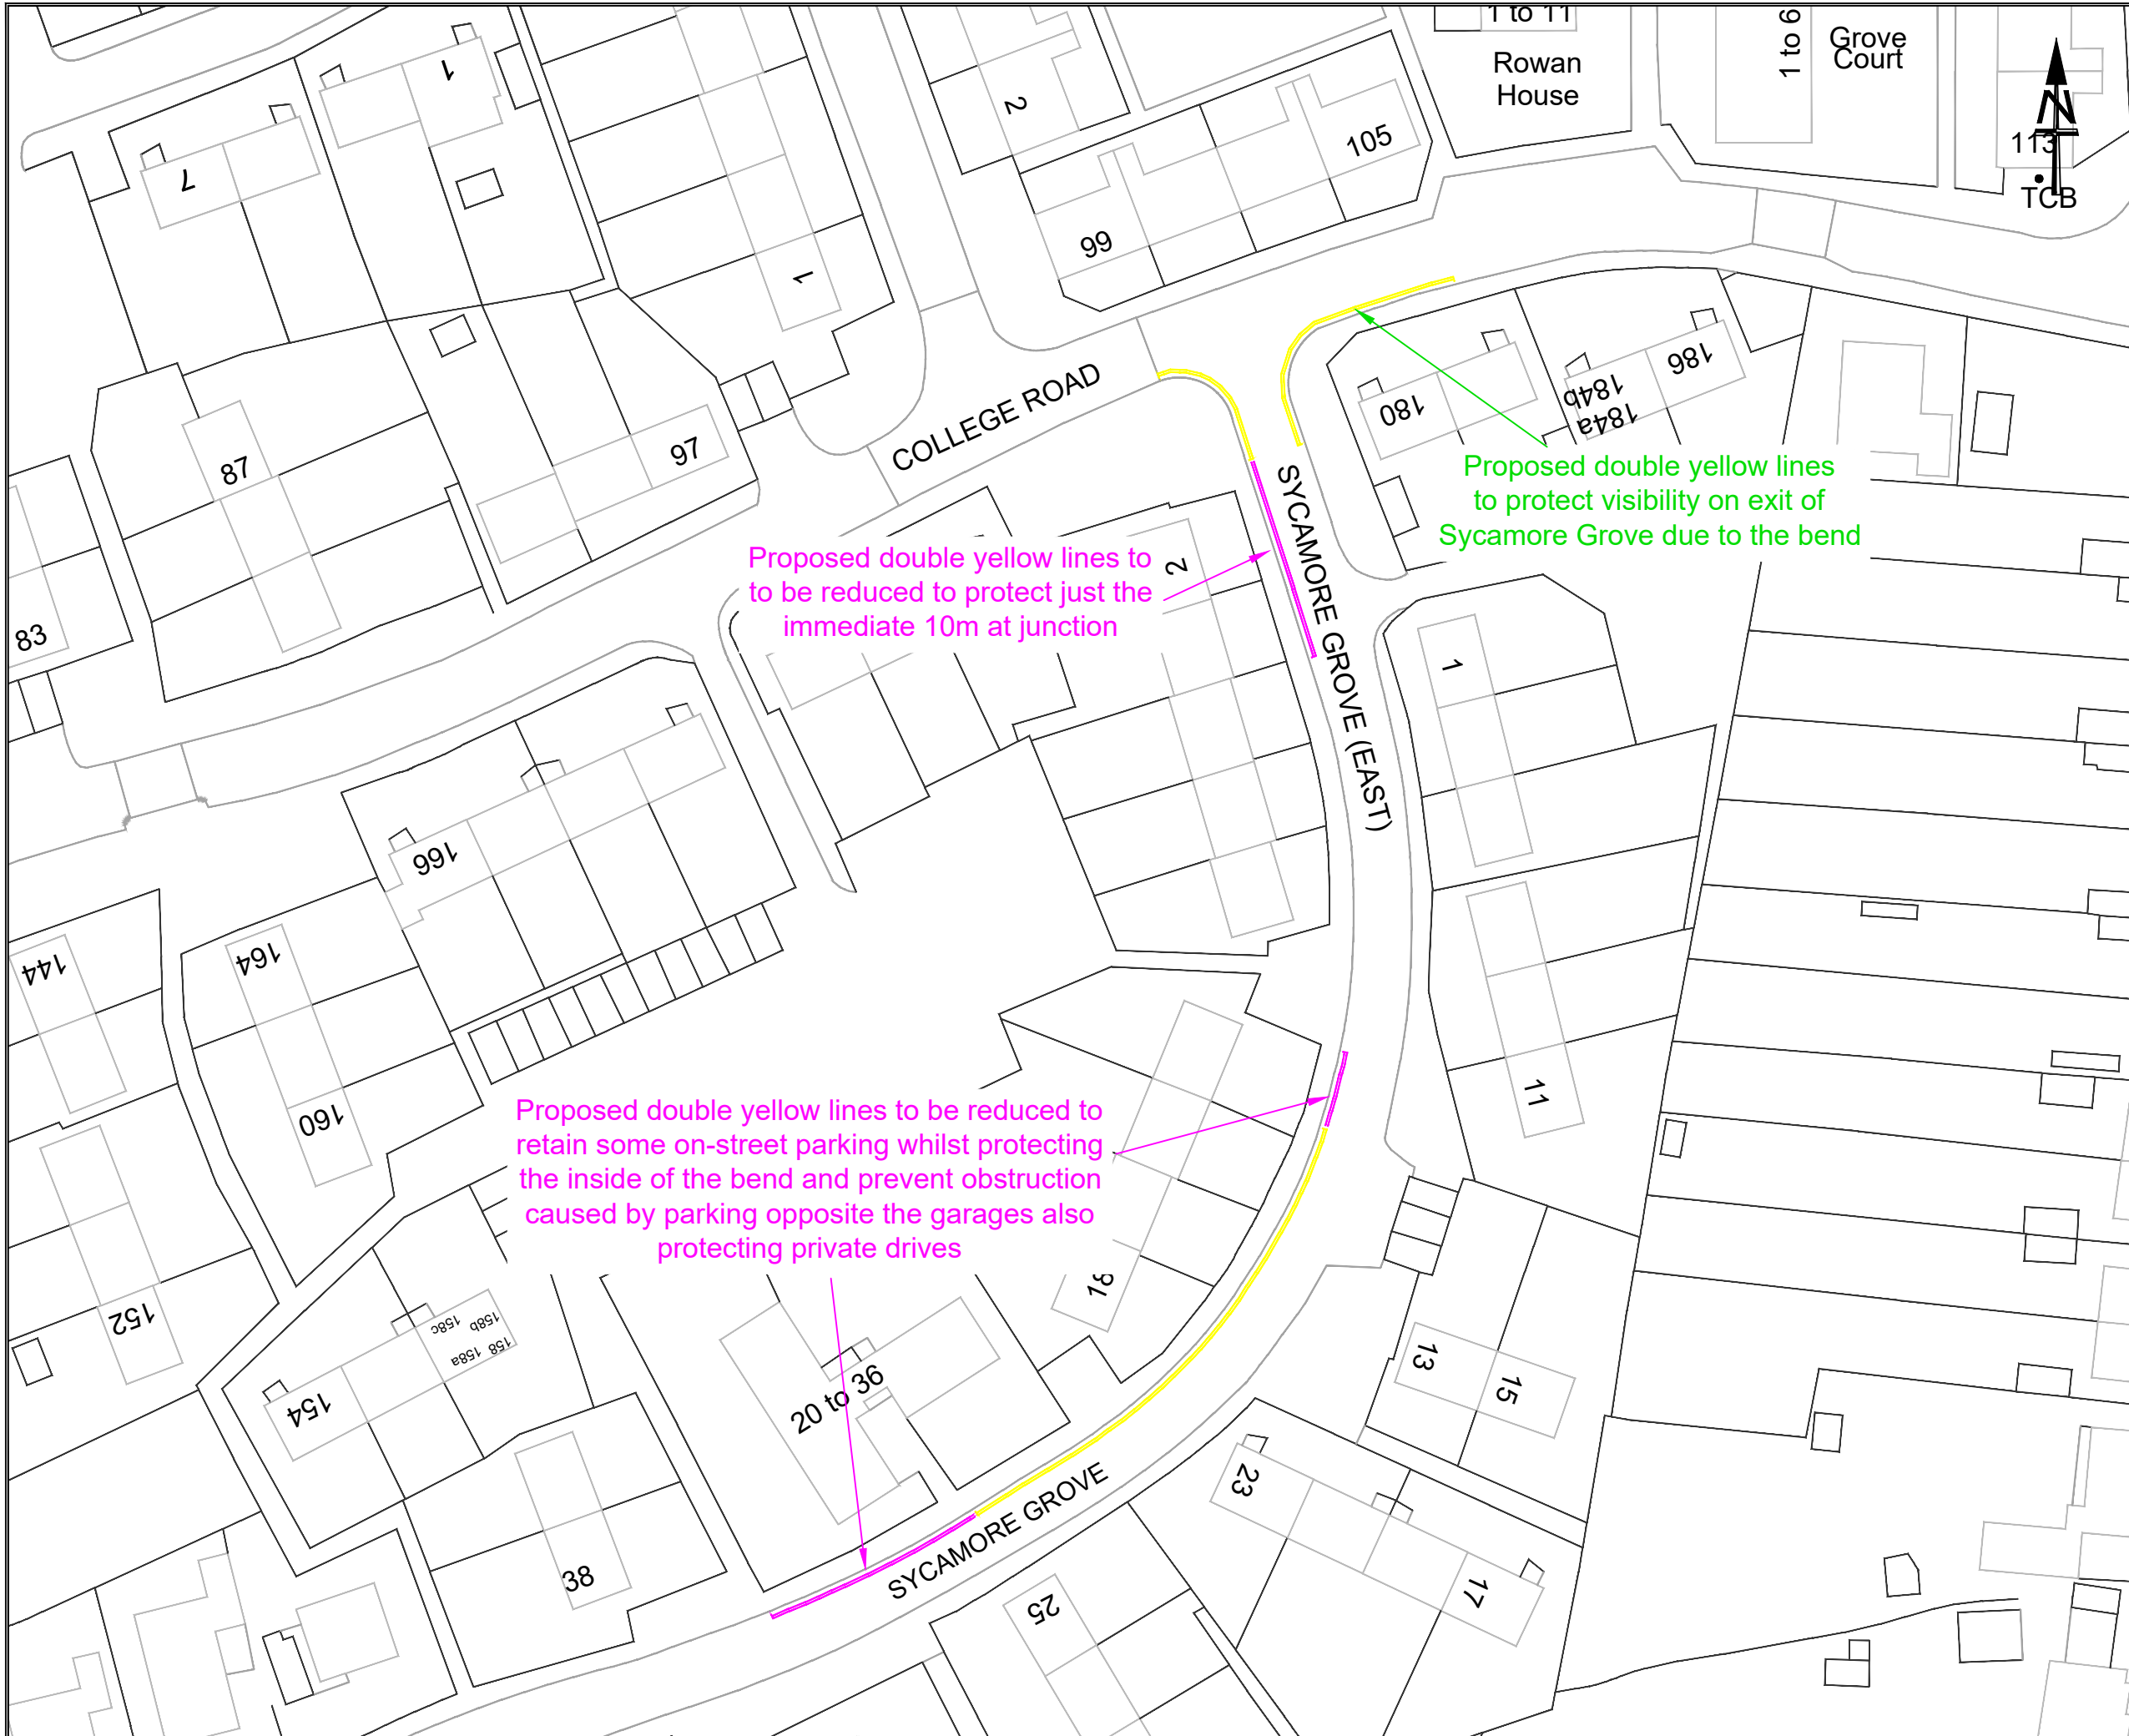 1 to 11
Rowan
House
1 to 6
Grove
Court
N
113
TCB
1
7
2
105
99
1
COLLEGE ROAD
87
97
83
180
184b
184a
186
Proposed double yellow lines
to protect visibility on exit of
Sycamore Grove due to the bend
Proposed double yellow lines to
to be reduced to protect just the
immediate 10m at junction
2
SYCAMORE GROVE (EAST)
1
11
166
164
160
144
152
Proposed double yellow lines to be reduced to
retain some on-street parking whilst protecting
the inside of the bend and prevent obstruction
caused by parking opposite the garages also
protecting private drives
18
158c 158b
158a 158
154
20 to 36
38
SYCAMORE GROVE
13
15
23
17
25